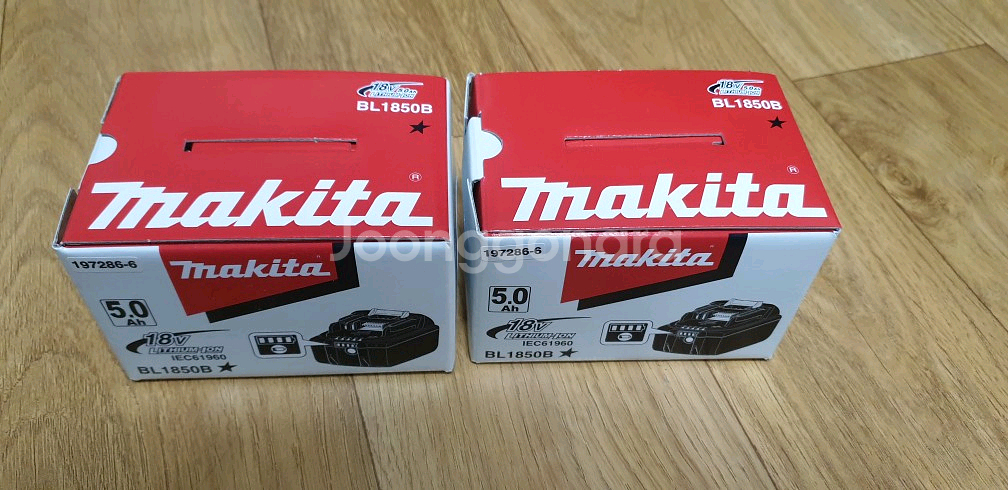 18V 5.0Ah
LITHIUM-ION
BL1850B
makita®
197286-6
makita
5.0
Ah
18V
LITHIUM-ION
IEC61960
BL1850B
18V 5.0Ah
LITHIUM-ION
BL1850B
makita®
197286-6
makita
5.0
Ah
18V
LITHIUM-ION
IEC61960
BL1850B
Joonggonara